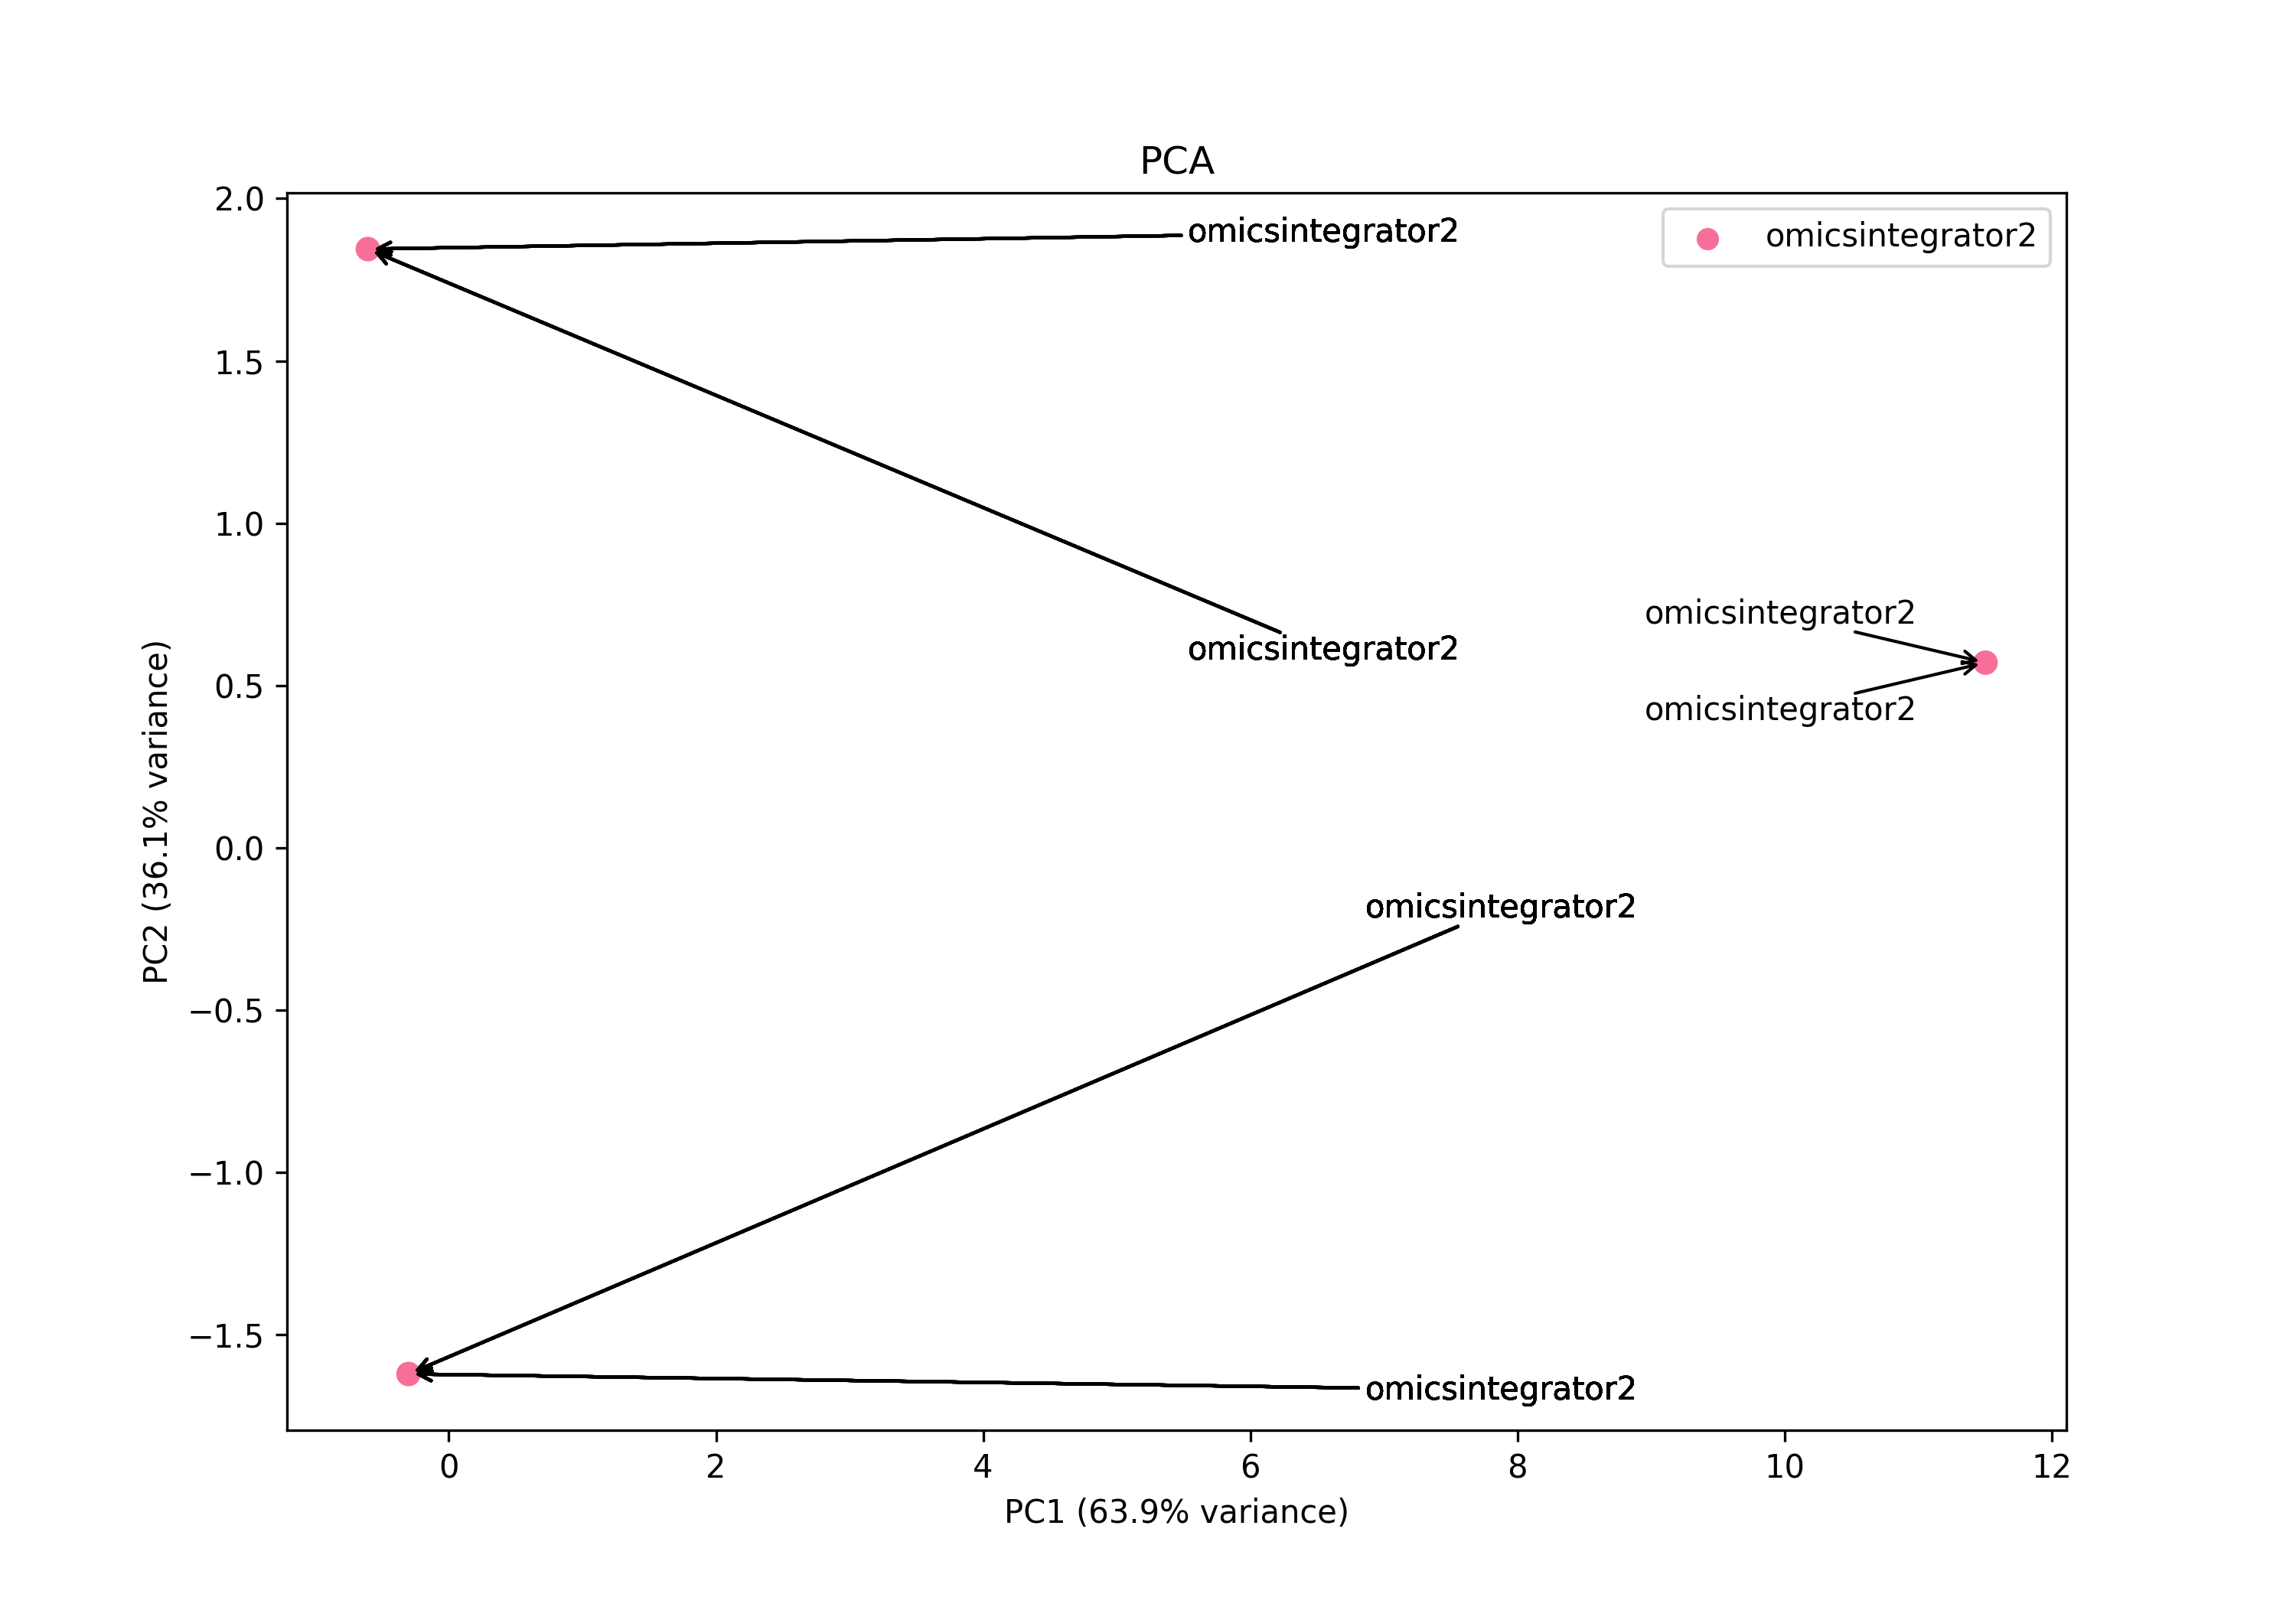 PCA
2.0
omicsintegrator2
omicsintegrator2
1.5
1.0
omicsintegrator2
omicsintegrator2
0.5
omicsintegrator2
PC2 (36.1% variance)
0.0
omicsintegrator2
−0.5
−1.0
−1.5
omicsintegrator2
0 2 4 6 8 10 12
PC1 (63.9% variance)